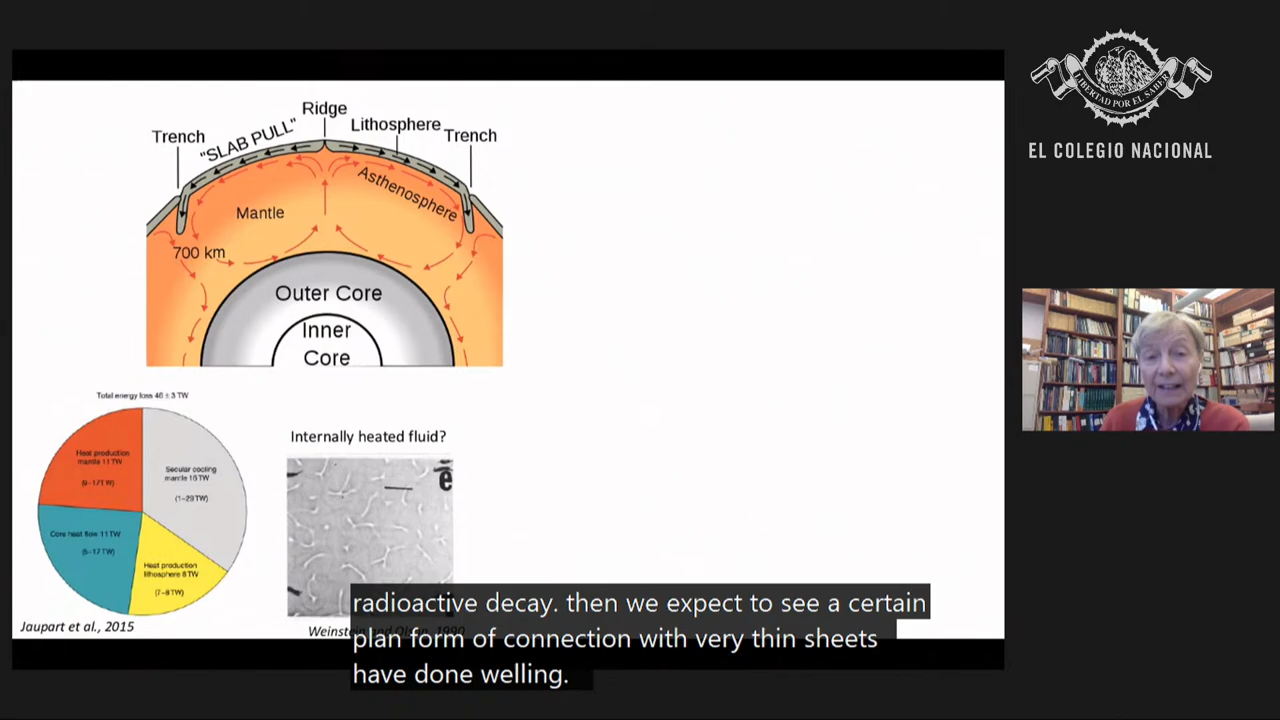 Ridge
Trench
"SLAB PULL"
Lithosphere
Trench
Asthenosphere
Mantle
700 km
Outer Core
Inner
Core
Total energy loss 46 ± 3 TW
Heat production
mantle 11 TW
Secular cooling
mantle 16 TW
(1–29 TW)
Core heat flow 11 TW
(5–17 TW)
Heat production
lithosphere 8 TW
(7–8 TW)
Jaupart et al., 2015
Internally heated fluid?
e
radioactive decay. then we expect to see a certain
plan form of connection with very thin sheets
have done welling.
LIBERTAD POR EL SABER
EL COLEGIO NACIONAL